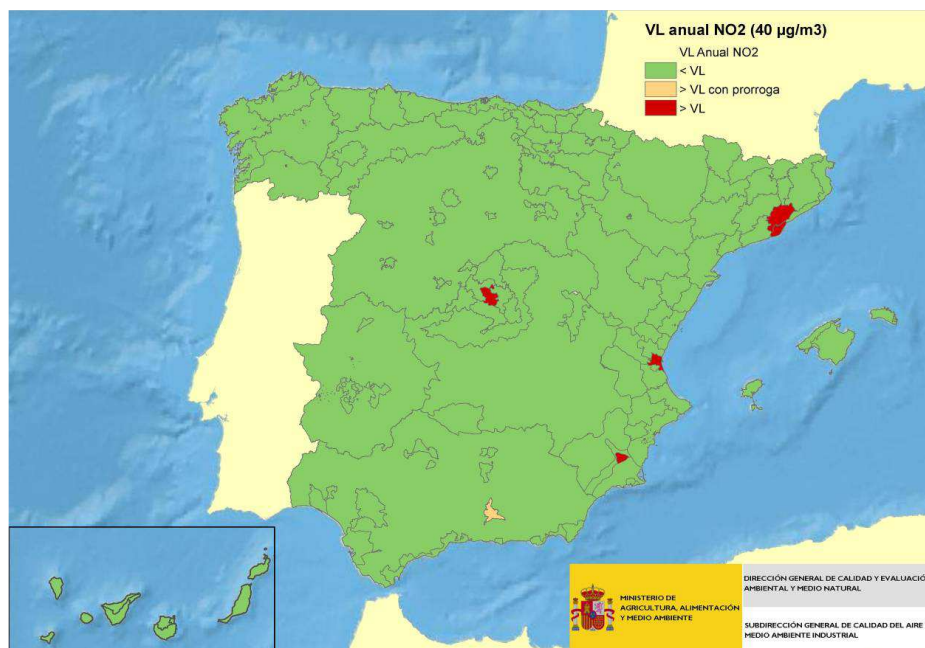 VL anual NO2 (40 µg/m3)
VL Anual NO2
< VL
> VL con prorroga
> VL
MINISTERIO DE
AGRICULTURA, ALIMENTACIÓN
Y MEDIO AMBIENTE
DIRECCIÓN GENERAL DE CALIDAD Y EVALUACIÓ
AMBIENTAL Y MEDIO NATURAL
SUBDIRECCIÓN GENERAL DE CALIDAD DEL AIRE
MEDIO AMBIENTE INDUSTRIAL